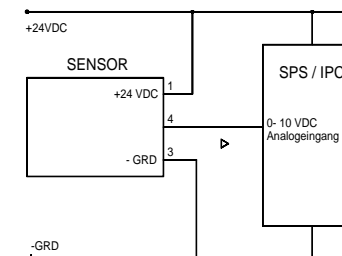 +24VDC
SENSOR
SPS / IPC
1
+24 VDC
4
0- 10 VDC
Analogeingang
3
- GRD
-GRD